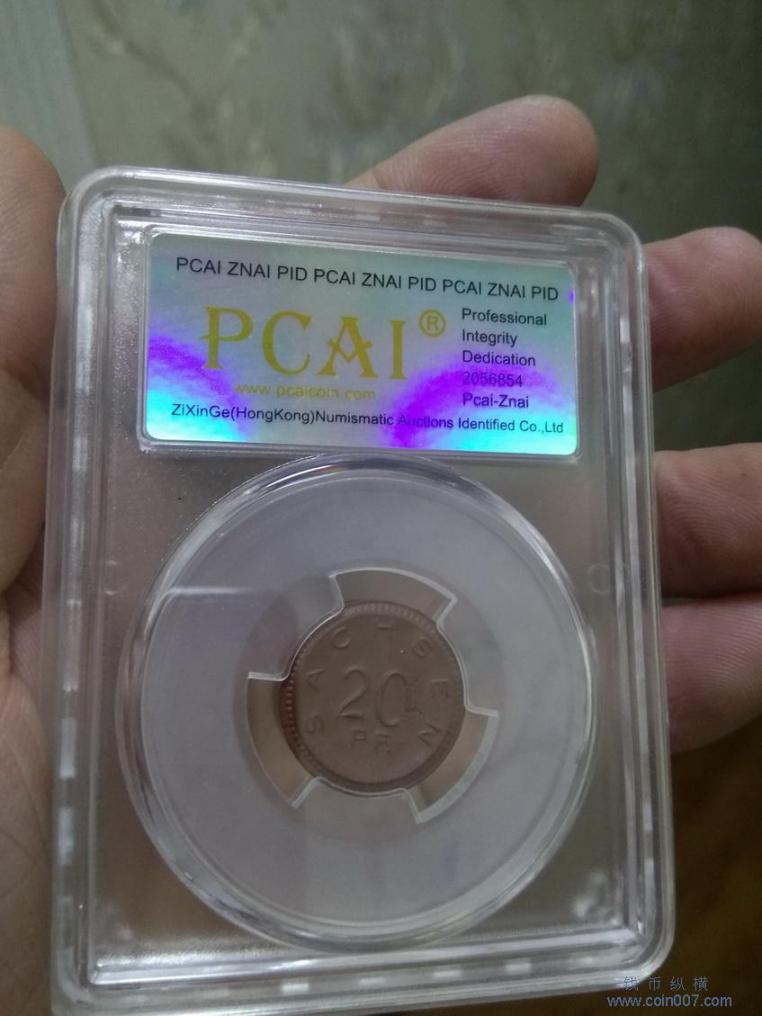 PCAI ZNAI PID PCAI ZNAI PID PCAI ZNAI PID
PCAI®
www.pcaicoin.com
Professional
Integrity
Dedication
2056854
Pcai-Znai
ZiXinGe(HongKong)Numismatic Auctions Identified Co.,Ltd
SACHSEN
20
PF.
钱币纵横
www.coin007.com